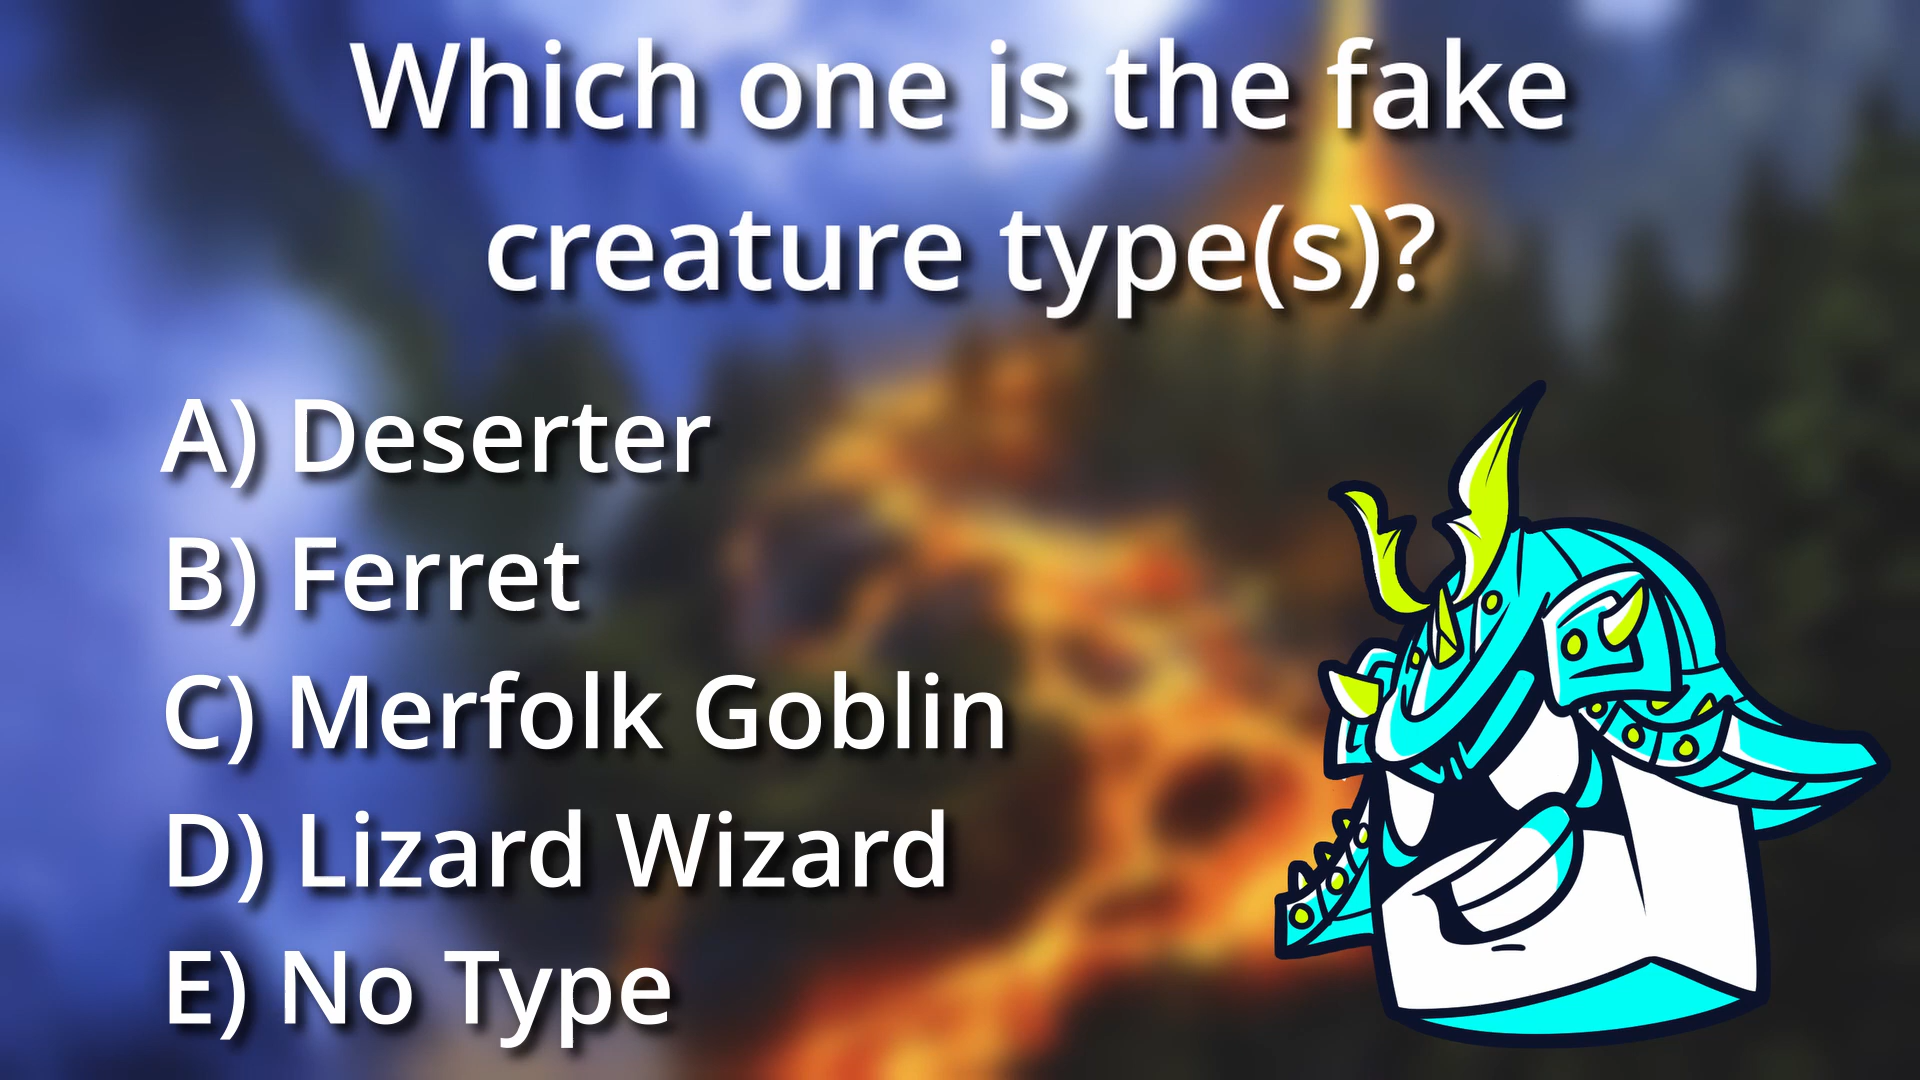 Which one is the fake
creature type(s)?
A) Deserter
B) Ferret
C) Merfolk Goblin
D) Lizard Wizard
E) No Type